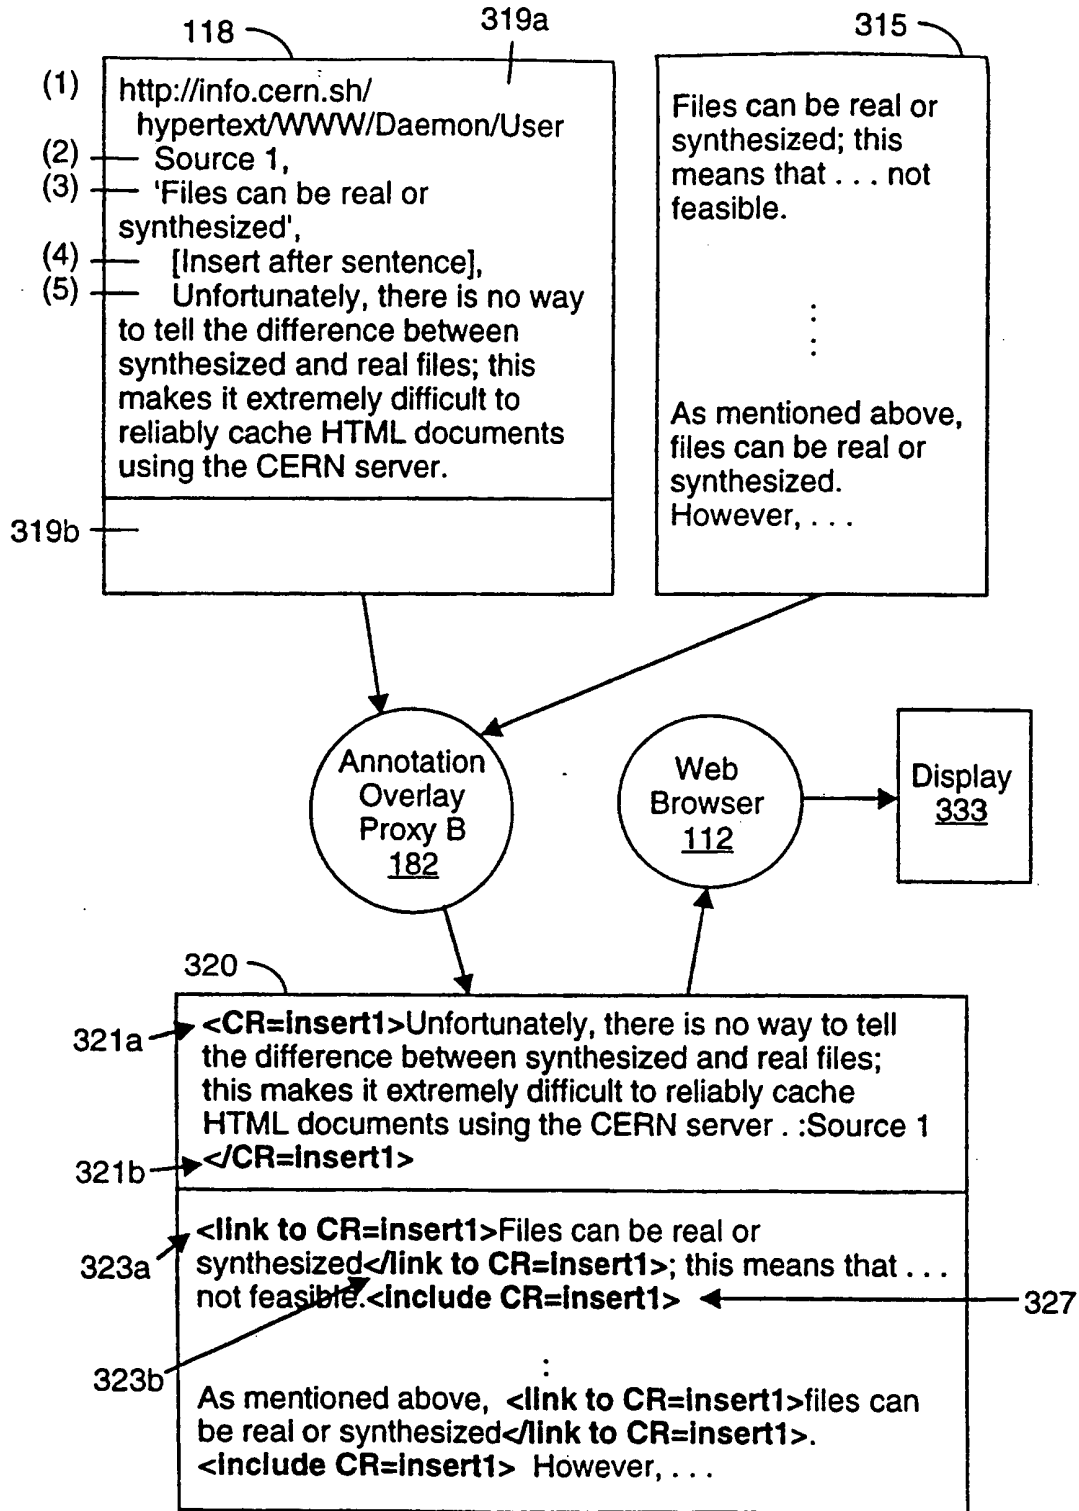 118
319a
315
(1) http://info.cern.sh/
hypertext/WWW/Daemon/User
(2) Source 1,
(3) 'Files can be real or
synthesized',
(4) [Insert after sentence],
(5) Unfortunately, there is no way
to tell the difference between
synthesized and real files; this
makes it extremely difficult to
reliably cache HTML documents
using the CERN server.
319b
Files can be real or
synthesized; this
means that . . . not
feasible.
As mentioned above,
files can be real or
synthesized.
However, . . .
Annotation
Overlay
Proxy B
182
Web
Browser
112
Display
333
320
321a
<CR=insert1>Unfortunately, there is no way to tell
the difference between synthesized and real files;
this makes it extremely difficult to reliably cache
HTML documents using the CERN server . :Source 1
321b
</CR=insert1>
323a
<link to CR=insert1>Files can be real or
synthesized</link to CR=insert1>; this means that . . .
not feasible.<include CR=insert1>
327
323b
As mentioned above, <link to CR=insert1>files can
be real or synthesized</link to CR=insert1>.
<include CR=insert1> However, . . .